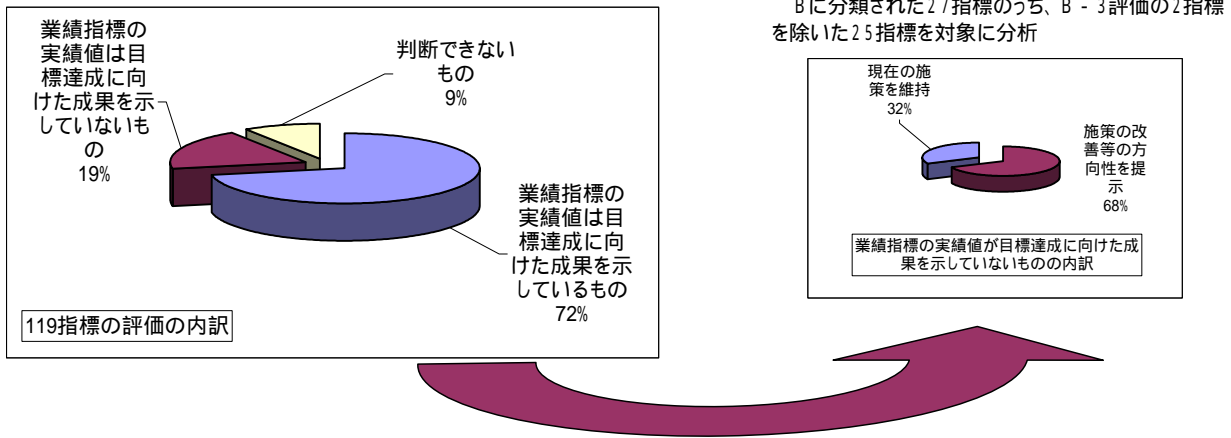 業績指標の
実績値は目
標達成に向
けた成果を示
していないも
の
19%
判断できない
もの
9%
業績指標の
実績値は目
標達成に向
けた成果を示
しているもの
72%
119指標の評価の内訳
Bに分類された27指標のうち、B-3評価の2指標
を除いた25指標を対象に分析
現在の施
策を維持
32%
施策の改
善等の方
向性を提
示
68%
業績指標の実績値が目標達成に向けた成
果を示していないものの内訳